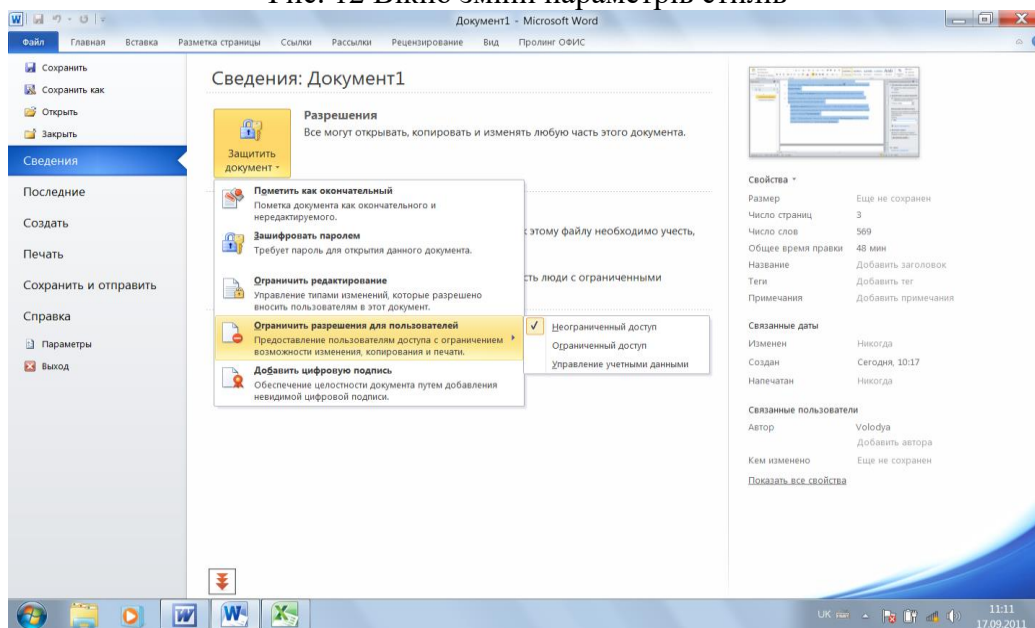 Рис. 12 Вікно зміни параметрів стилів
Документ1 - Microsoft Word
Файл Главная Вставка Разметка страницы Ссылки Рассылки Рецензирование Вид Пролинг ОФИС
Сохранить
Сохранить как
Открыть
Закрыть
Сведения
Последние
Создать
Печать
Сохранить и отправить
Справка
Параметры
Выход
Сведения: Документ1
Защитить
документ
Разрешения
Все могут открывать, копировать и изменять любую часть этого документа.
Пометить как окончательный
Пометка документа как окончательного и
нередактируемого.
Зашифровать паролем
Требует пароль для открытия данного документа.
Ограничить редактирование
Управление типами изменений, которые разрешено
вносить пользователям в этот документ.
Ограничить разрешения для пользователей
Предоставление пользователям доступа с ограничением
возможности изменения, копирования и печати.
Добавить цифровую подпись
Обеспечение целостности документа путем добавления
невидимой цифровой подписи.
этому файлу необходимо учесть,
сть люди с ограниченными
Неограниченный доступ
Ограниченный доступ
Управление учетными данными
Свойства
Размер Еще не сохранен
Число страниц 3
Число слов 569
Общее время правки 48 мин
Название Добавить заголовок
Теги Добавить тег
Примечания Добавить примечания
Связанные даты
Изменен Никогда
Создан Сегодня, 10:17
Напечатан Никогда
Связанные пользователи
Автор Volodya
Добавить автора
Кем изменено Еще не сохранен
Показать все свойства
UK
11:11
17.09.2011